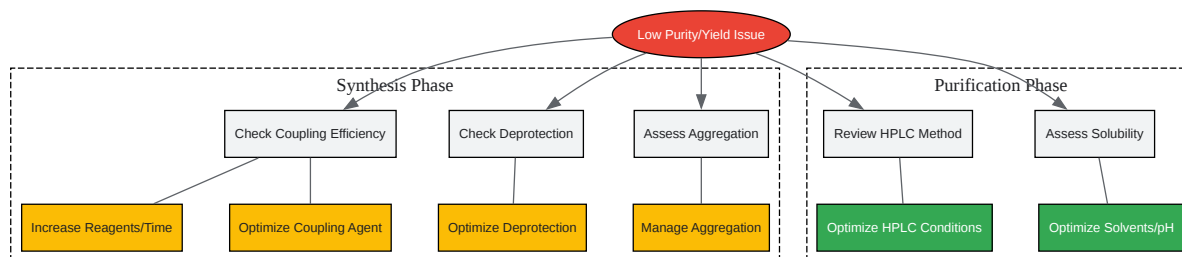 Low Purity/Yield Issue
Synthesis Phase
Purification Phase
Check Coupling Efficiency
Check Deprotection
Assess Aggregation
Review HPLC Method
Assess Solubility
Increase Reagents/Time
Optimize Coupling Agent
Optimize Deprotection
Manage Aggregation
Optimize HPLC Conditions
Optimize Solvents/pH